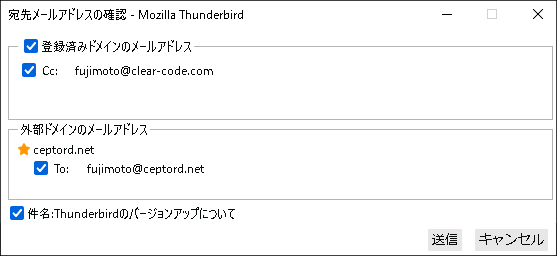 宛先メールアドレスの確認 - Mozilla Thunderbird
登録済みドメインのメールアドレス
Cc: fujimoto@clear-code.com
外部ドメインのメールアドレス
ceptord.net
To: fujimoto@ceptord.net
件名:Thunderbirdのバージョンアップについて
送信 キャンセル